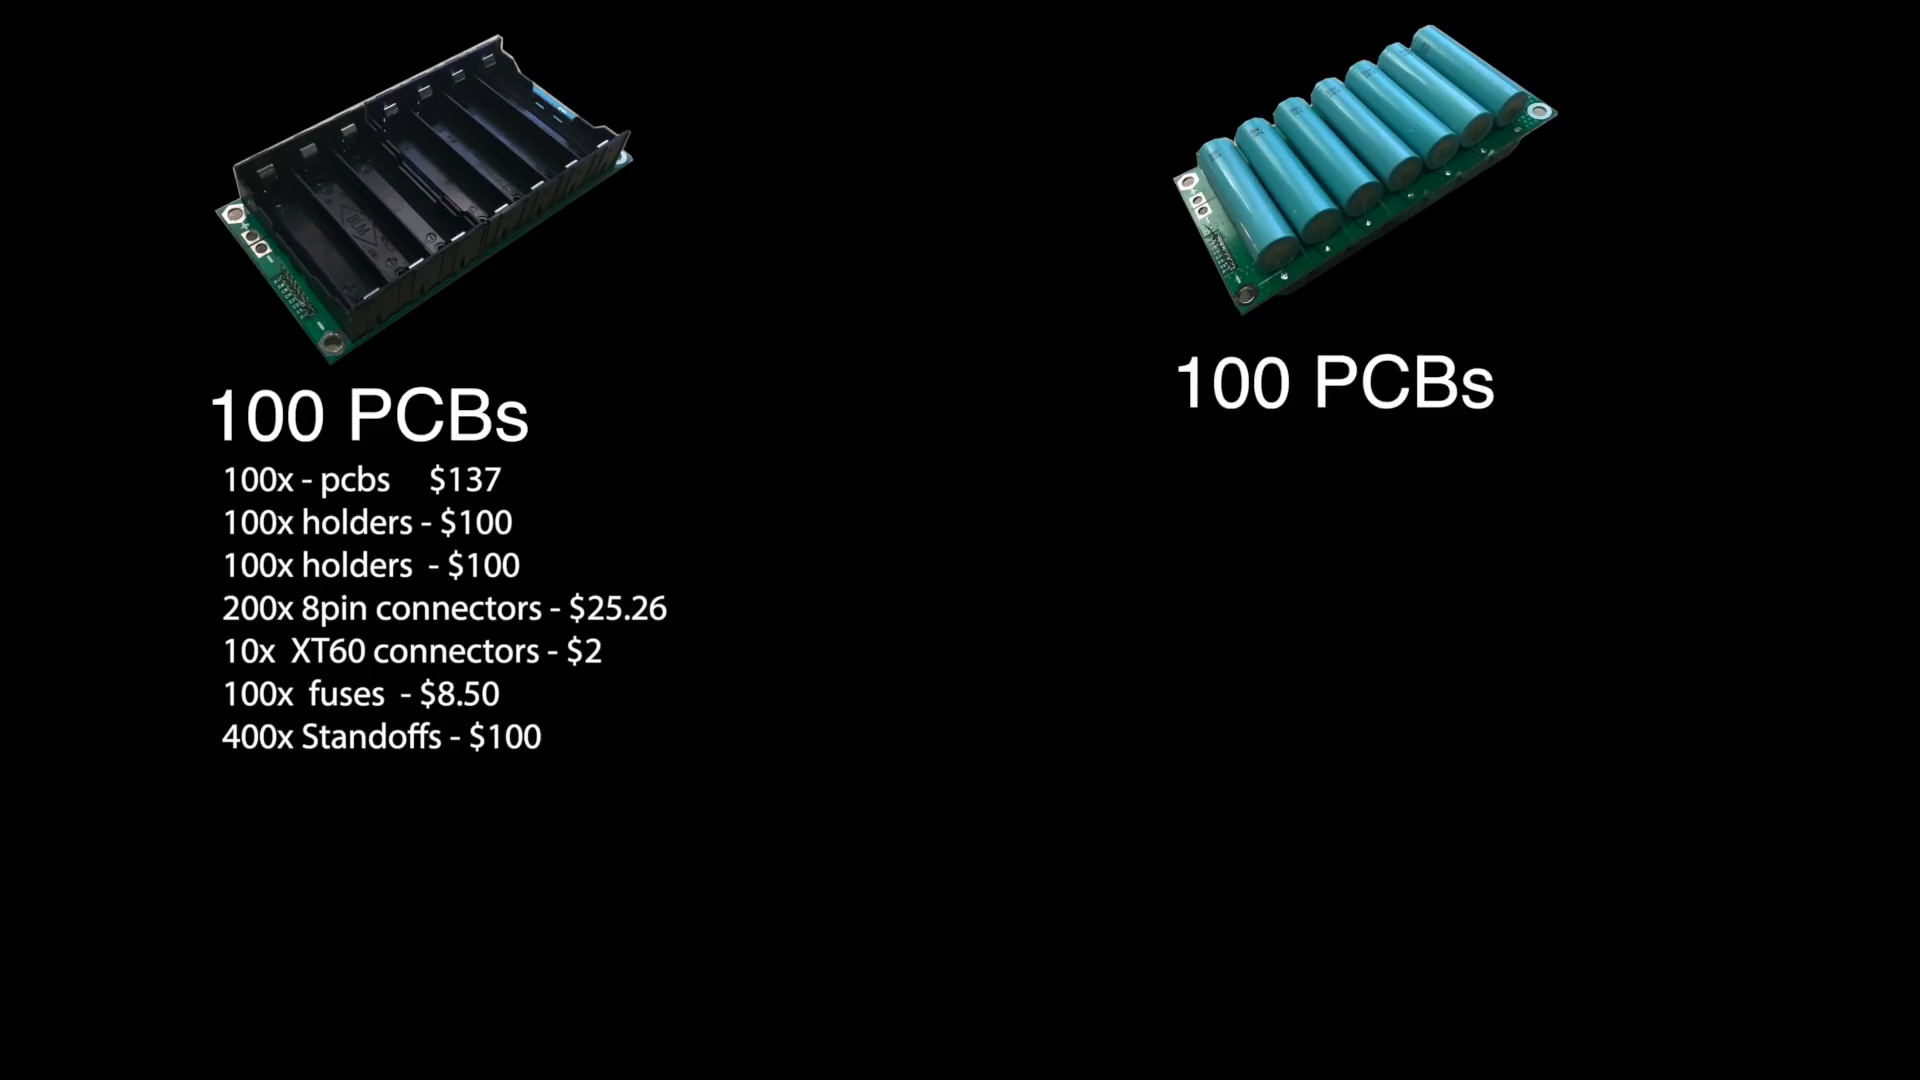 100 PCBs
100x - pcbs $137
100x holders - $100
100x holders - $100
200x 8pin connectors - $25.26
10x XT60 connectors - $2
100x fuses - $8.50
400x Standoffs - $100
100 PCBs